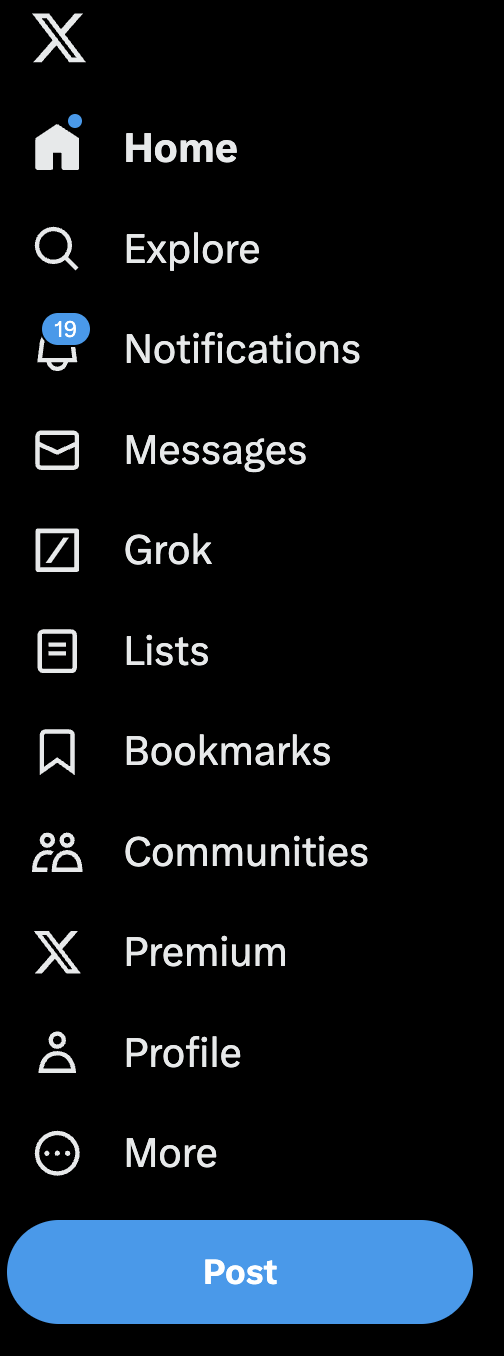 Home
Explore
19
Notifications
Messages
Grok
Lists
Bookmarks
Communities
Premium
Profile
More
Post